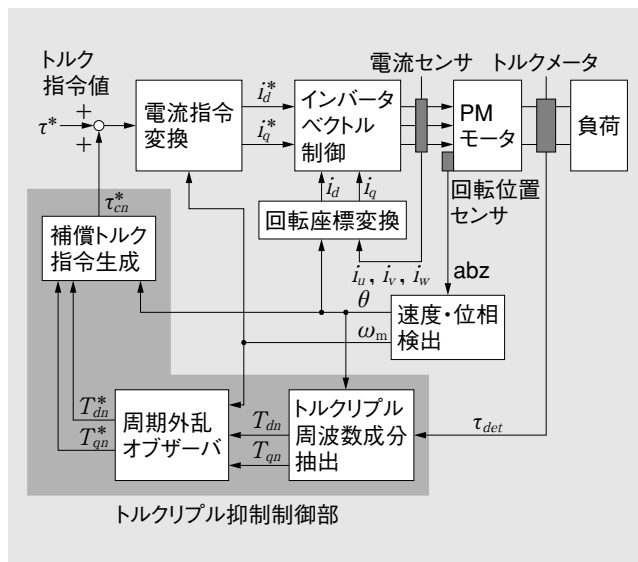 トルク
指令値
電流センサ
トルクメータ
+
+
τ*
電流指令
変換
i_d^*
i_q^*
インバータ
ベクトル
制御
PM
モータ
負荷
i_d
i_q
回転位置
センサ
τ_cn^*
回転座標変換
補償トルク
指令生成
i_u, i_v, i_w
abz
θ
ω_m
速度・位相
検出
T_dn^*
T_qn^*
周期外乱
オブザーバ
T_dn
T_qn
トルクリプル
周波数成分
抽出
τ_det
トルクリプル抑制制御部